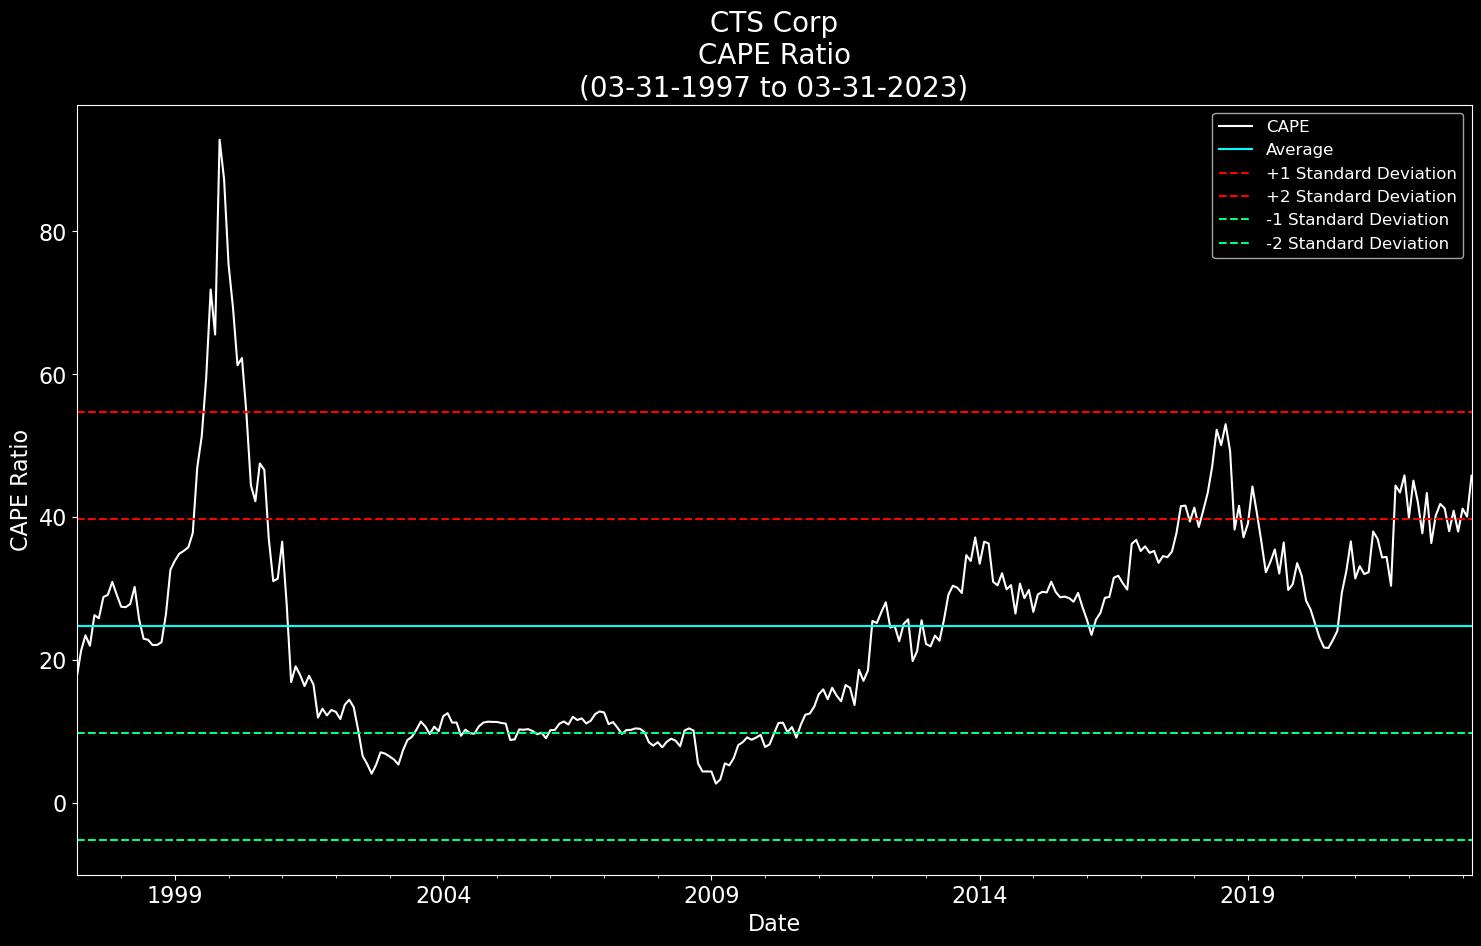 CTS Corp
CAPE Ratio
(03-31-1997 to 03-31-2023)
CAPE
Average
+1 Standard Deviation
+2 Standard Deviation
-1 Standard Deviation
-2 Standard Deviation
CAPE Ratio
80
60
40
20
0
1999 2004 2009 2014 2019
Date